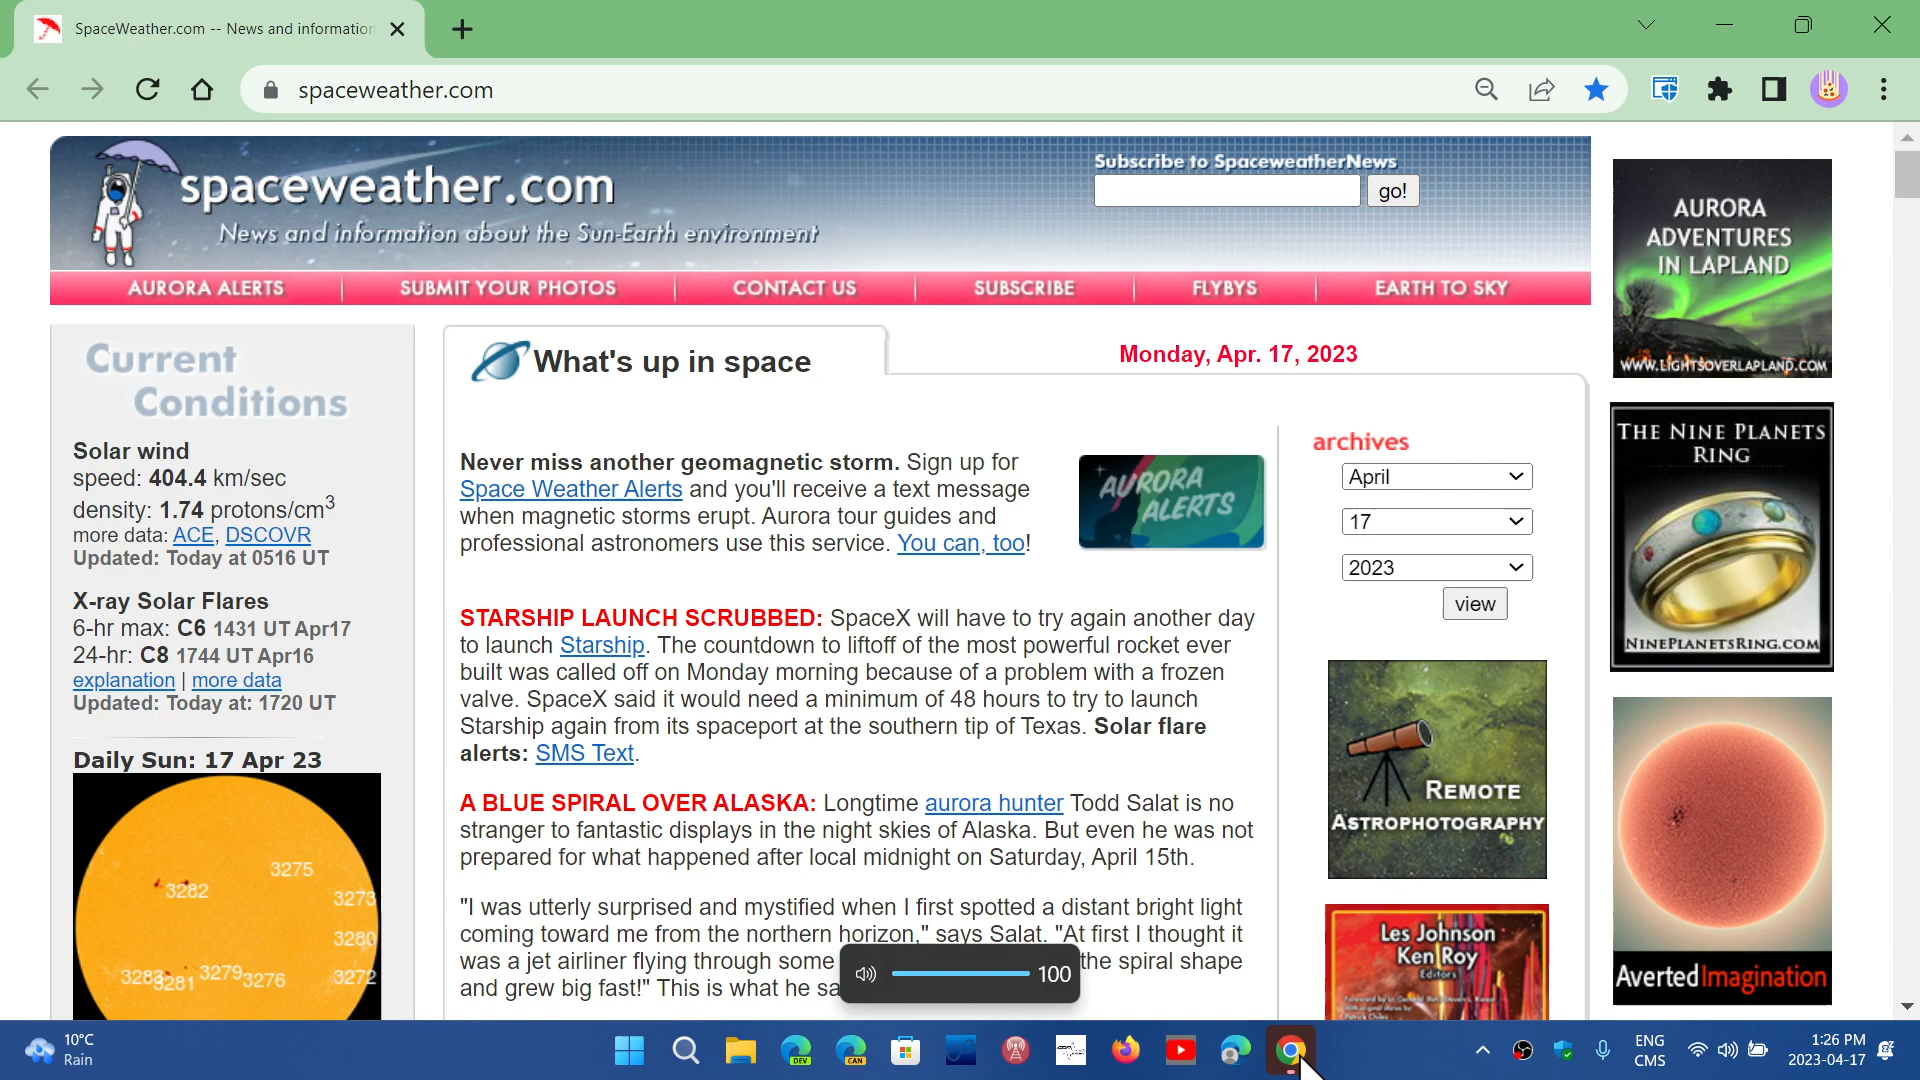 SpaceWeather.com -- News and information
spaceweather.com
spaceweather.com
News and information about the Sun-Earth environment
Subscribe to SpaceweatherNews
go!
AURORA ALERTS
SUBMIT YOUR PHOTOS
CONTACT US
SUBSCRIBE
FLYBYS
EARTH TO SKY
Current
Conditions
Solar wind
speed: 404.4 km/sec
density: 1.74 protons/cm3
more data: ACE, DSCOVR
Updated: Today at 0516 UT
X-ray Solar Flares
6-hr max: C6 1431 UT Apr17
24-hr: C8 1744 UT Apr16
explanation | more data
Updated: Today at: 1720 UT
Daily Sun: 17 Apr 23
3275
3282
3273
3280
3283
3281
3279
3276
3272
What's up in space
Monday, Apr. 17, 2023
Never miss another geomagnetic storm. Sign up for
Space Weather Alerts and you'll receive a text message
when magnetic storms erupt. Aurora tour guides and
professional astronomers use this service. You can, too!
AURORA
ALERTS
STARSHIP LAUNCH SCRUBBED: SpaceX will have to try again another day
to launch Starship. The countdown to liftoff of the most powerful rocket ever
built was called off on Monday morning because of a problem with a frozen
valve. SpaceX said it would need a minimum of 48 hours to try to launch
Starship again from its spaceport at the southern tip of Texas. Solar flare
alerts: SMS Text.
A BLUE SPIRAL OVER ALASKA: Longtime aurora hunter Todd Salat is no
stranger to fantastic displays in the night skies of Alaska. But even he was not
prepared for what happened after local midnight on Saturday, April 15th.
"I was utterly surprised and mystified when I first spotted a distant bright light
coming toward me from the northern horizon," says Salat. "At first I thought it
was a jet airliner flying through some the spiral shape
and grew big fast!" This is what he sa
100
archives
April
17
2023
view
REMOTE
ASTROPHOTOGRAPHY
Les Johnson
Ken Roy
Editors
AURORA
ADVENTURES
IN LAPLAND
WWW.LIGHTSOVERLAPLAND.COM
THE NINE PLANETS
RING
NINEPLANETSRING.COM
AvertedImagination
10°C
Rain
DEV
CAN
ENG
CMS
1:26 PM
2023-04-17